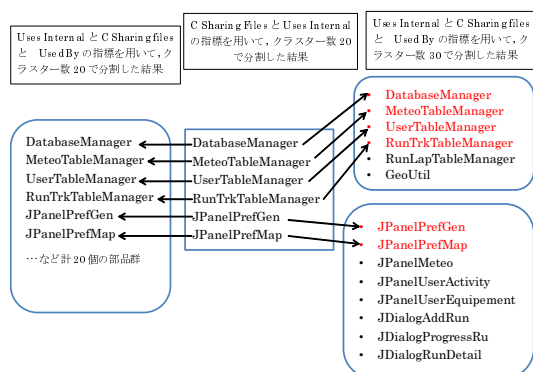 Uses Internal と C Sharing files
と Used By の指標を用いて,ク
ラスター数 20 で分割した結果
C Sharing Files と Uses Internal
の指標を用いて,クラスター数 20
で分割した結果
Uses Internal と C Sharing files
と Used By の指標を用いて,ク
ラスター数 30 で分割した結果
DatabaseManager
MeteoTableManager
UserTableManager
RunTrkTableManager
JPanelPrefGen
JPanelPrefMap
…など計 20 個の部品群
DatabaseManager
MeteoTableManager
UserTableManager
RunTrkTableManager
JPanelPrefGen
JPanelPrefMap
• DatabaseManager
• MeteoTableManager
• UserTableManager
• RunTrkTableManager
• RunLapTableManager
• GeoUtil
• JPanelPrefGen
• JPanelPrefMap
• JPanelMeteo
• JPanelUserActivity
• JPanelUserEquipement
• JDialogAddRun
• JDialogProgressRu
• JDialogRunDetail